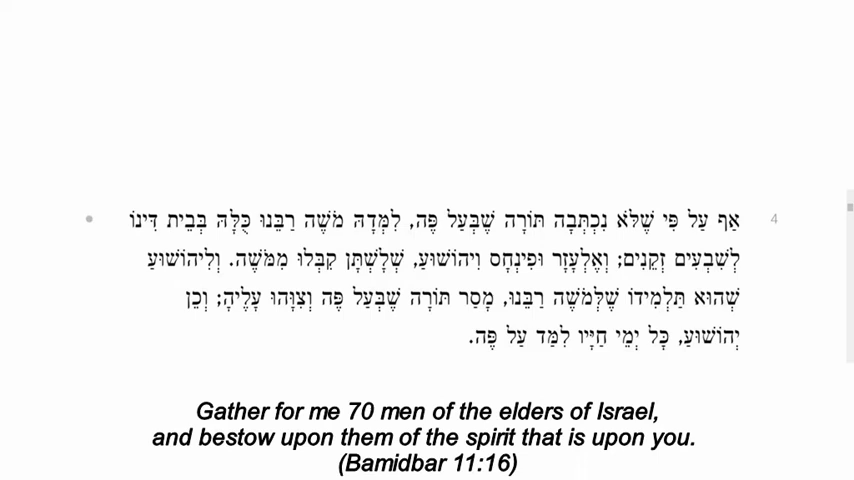 אַף עַל פִּי שֶׁלֹּא נִכְתְּבָה תּוֹרָה שֶׁבְּעַל פֶּה, לִמְּדָהּ מֹשֶׁה רַבֵּנוּ כֻּלָּהּ בְּבֵית דִּינוֹ
4
לְשִׁבְעִים זְקֵנִים; וְאֶלְעָזָר וּפִינְחָס וִיהוֹשׁוּעַ, שְׁלָשְׁתָּן קִבְּלוּ מִמֹּשֶׁה. וְלִיהוֹשׁוּעַ
שְׁהוּא תַּלְמִידוֹ שֶׁלְּמֹשֶׁה רַבֵּנוּ, מָסַר תּוֹרָה שֶׁבְּעַל פֶּה וְצִוָּהוּ עָלֶיהָ; וְכֵן
יְהוֹשׁוּעַ, כָּל יְמֵי חַיָּיו לִמַּד עַל פֶּה.
Gather for me 70 men of the elders of Israel,
and bestow upon them of the spirit that is upon you.
(Bamidbar 11:16)